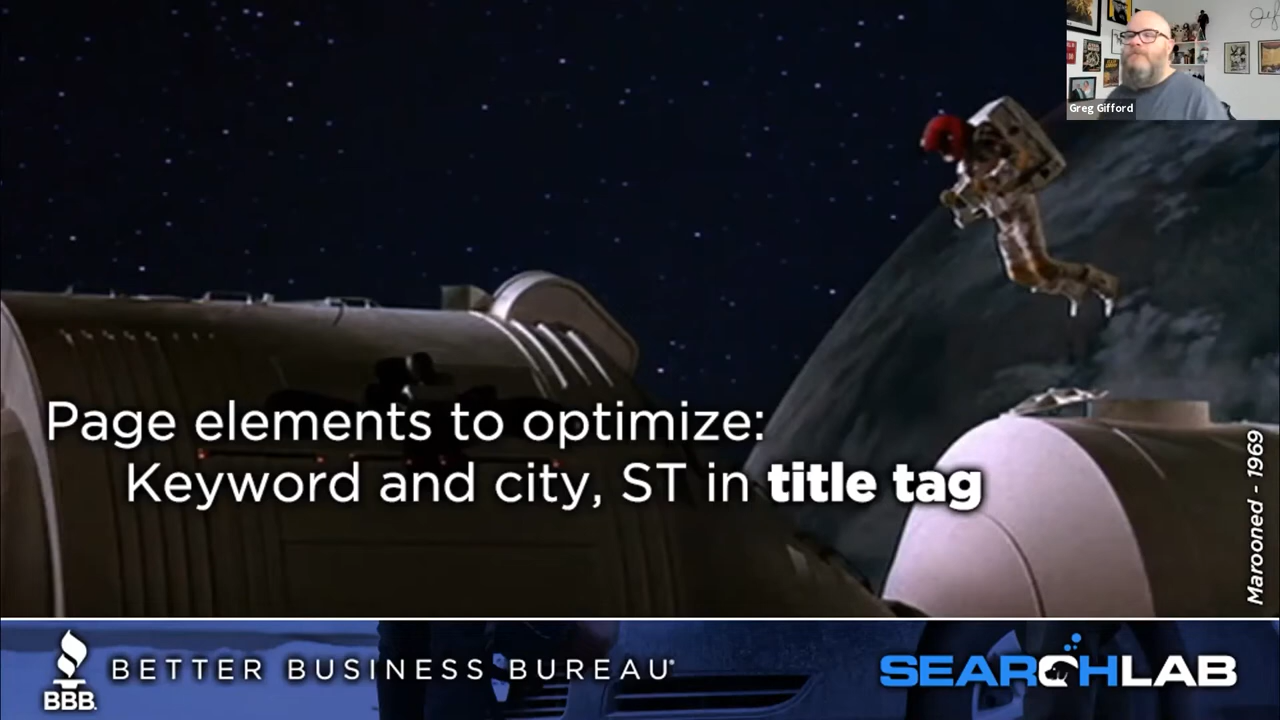 Greg Gifford
Page elements to optimize:
Keyword and city, ST in title tag
Marooned - 1969
BBB.
BETTER BUSINESS BUREAU®
SEARCHLAB